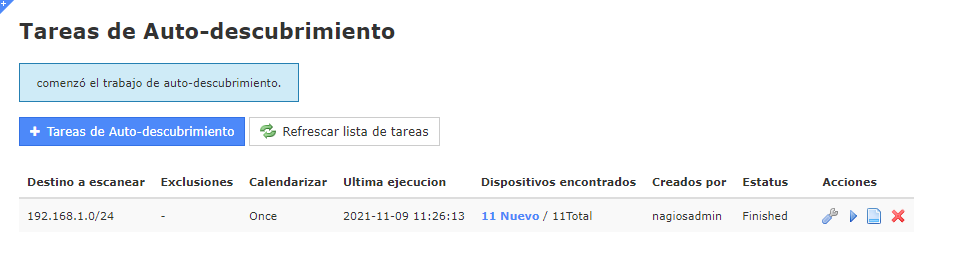 Tareas de Auto-descubrimiento
comenzó el trabajo de auto-descubrimiento.
+ Tareas de Auto-descubrimiento Refrescar lista de tareas
Destino a escanear Exclusiones Calendarizar Ultima ejecucion Dispositivos encontrados Creados por Estatus Acciones
192.168.1.0/24 - Once 2021-11-09 11:26:13 11 Nuevo / 11Total nagiosadmin Finished